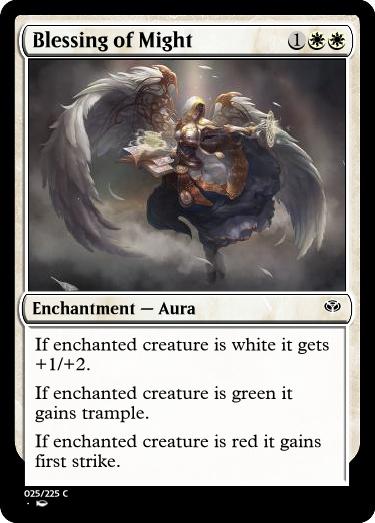 Blessing of Might 1
Enchantment — Aura
If enchanted creature is white it gets
+1/+2.
If enchanted creature is green it
gains trample.
If enchanted creature is red it gains
first strike.
025/225 C